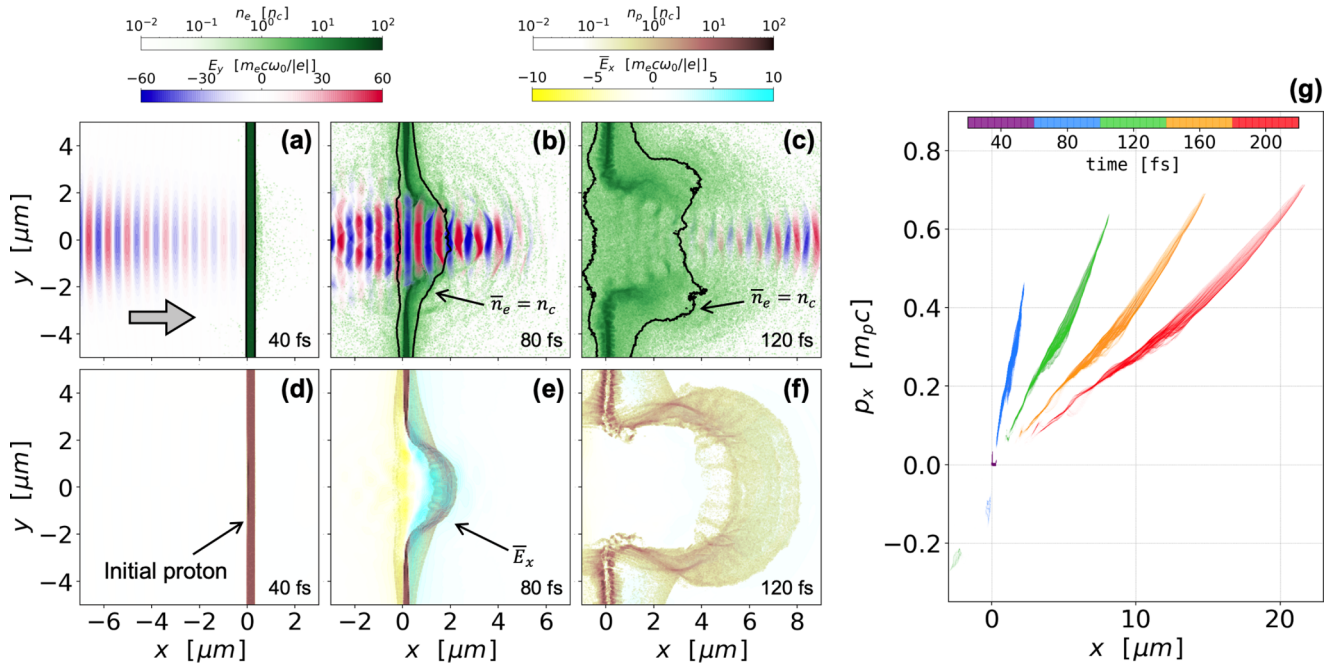 n_e [n_c]
10^-2 10^-1 10^0 10^1 10^2
E_y [m_e cω_0/|e|]
−60 −30 0 30 60
n_p [n_c]
10^-2 10^-1 10^0 10^1 10^2
E̅_x [m_e cω_0/|e|]
−10 −5 0 5 10
(a)
(b)
(c)
4
2
0
−2
−4
y [μm]
40 fs
n̅_e = n_c
80 fs
n̅_e = n_c
120 fs
(d)
(e)
(f)
4
2
0
−2
−4
y [μm]
Initial proton
40 fs
E̅_x
80 fs
120 fs
−6 −4 −2 0 2
x [μm]
−2 0 2 4 6
x [μm]
0 2 4 6 8
x [μm]
(g)
40 80 120 160 200
time [fs]
0.8
0.6
0.4
0.2
0.0
−0.2
p_x [m_p c]
0 10 20
x [μm]